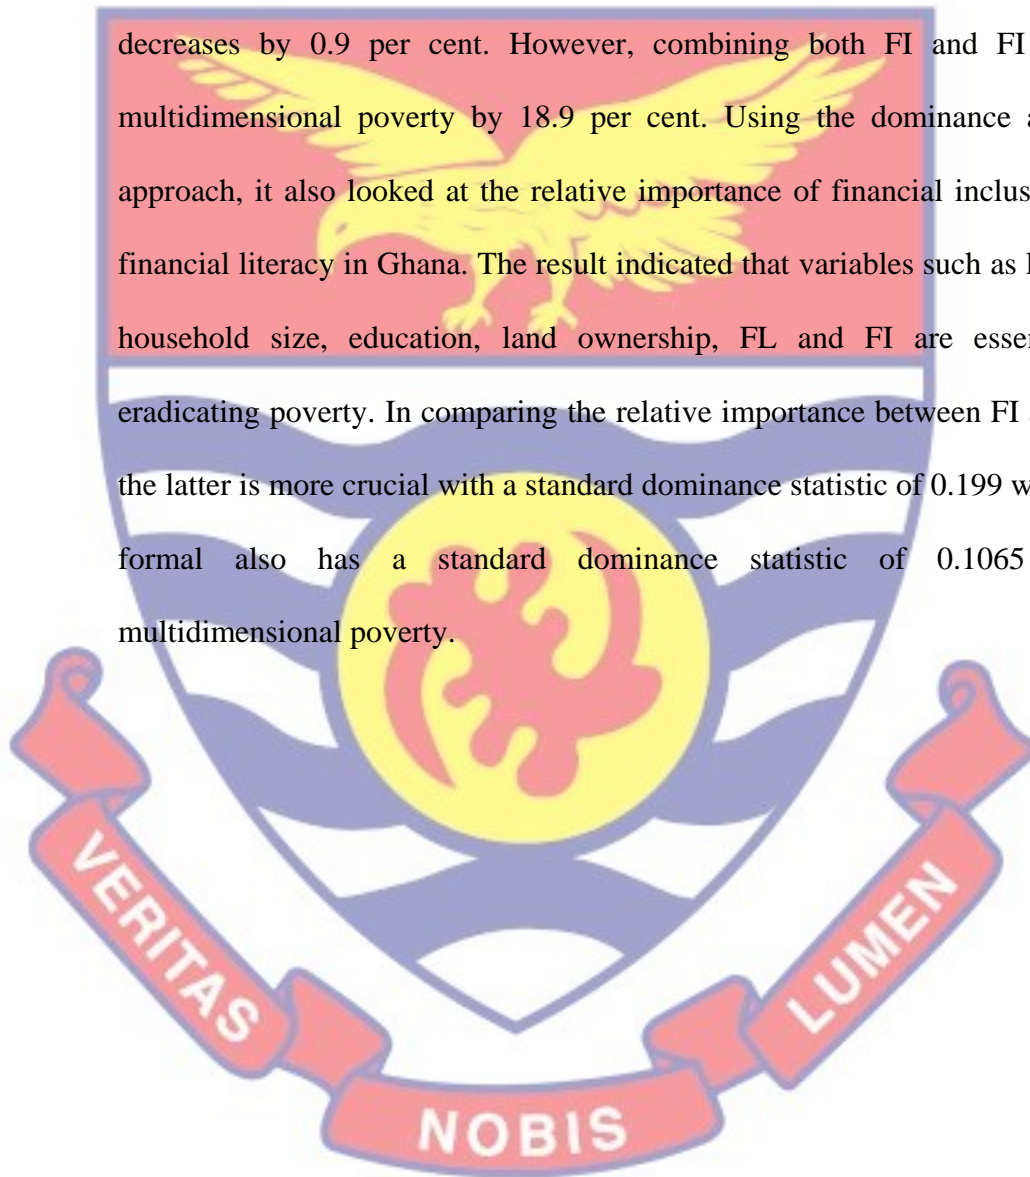 decreases by 0.9 per cent. However, combining both FI and FI
multidimensional poverty by 18.9 per cent. Using the dominance
approach, it also looked at the relative importance of financial
financial literacy in Ghana. The result indicated that variables such as
household size, education, land ownership, FL and FI are
eradicating poverty. In comparing the relative importance between FI
the latter is more crucial with a standard dominance statistic of 0.199
formal also has a standard dominance statistic of 0.1065
multidimensional poverty.
VERITAS
NOBIS
LUMEN